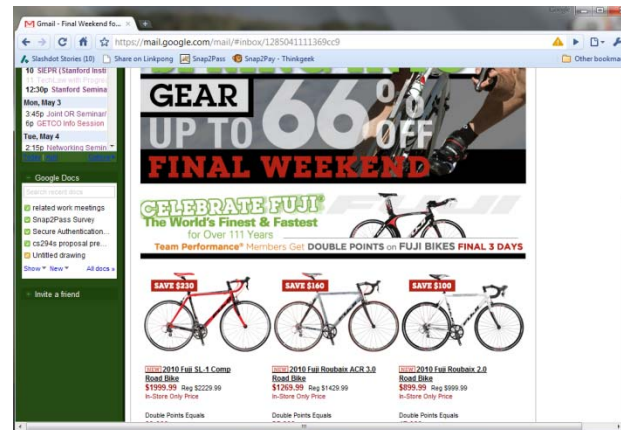 Gmail - Final Weekend fo...
https://mail.google.com/mail/#inbox/1285041111369cc9
Slashdot Stories (10)
Share on Linkpong
Snap2Pass
Snap2Pay - Thinkgeek
Other bookmar
10 SIEPR (Stanford Insti
12:30p Stanford Semina
Mon, May 3
3:45p Joint OR Seminar/
6p GETCO Info Session
Tue, May 4
2:15p Networking Semin
Google Docs
Search recent docs
related work meetings
Snap2Pass Survey
Secure Authentication...
cs294s proposal pre...
Untitled drawing
Show New All docs »
Invite a friend
GEAR
UP TO 66% OFF
FINAL WEEKEND
CELEBRATE FUJI
FUJI
The World's Finest & Fastest
for Over 111 Years
Team Performance® Members Get DOUBLE POINTS on FUJI BIKES FINAL 3 DAYS
SAVE $230
SAVE $160
SAVE $100
NEW 2010 Fuji SL-1 Comp
Road Bike
$1999.99 Reg $2229.99
In-Store Only Price
Double Points Equals
NEW 2010 Fuji Roubaix ACR 3.0
Road Bike
$1269.99 Reg $1429.99
In-Store Only Price
Double Points Equals
NEW 2010 Fuji Roubaix 2.0
Road Bike
$899.99 Reg $999.99
In-Store Only Price
Double Points Equals